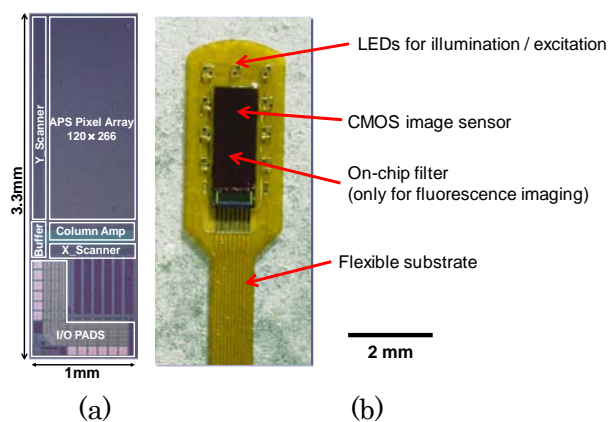 3.3mm
Y_Scanner
APS Pixel Array
120×266
Buffer
Column Amp
X_Scanner
I/O PADS
1mm
(a)
LEDs for illumination / excitation
CMOS image sensor
On-chip filter
(only for fluorescence imaging)
Flexible substrate
2 mm
(b)